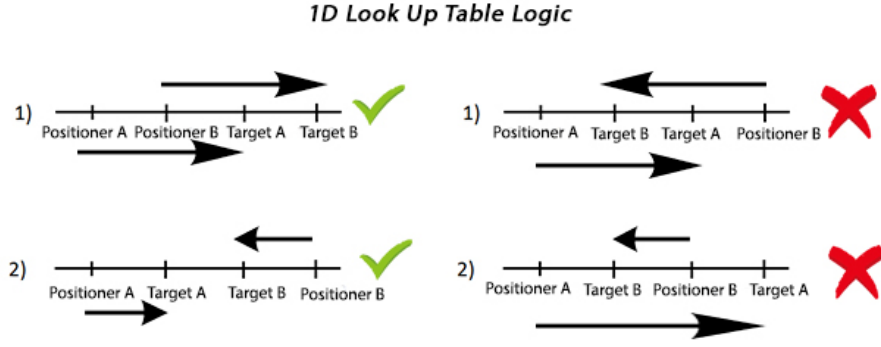 1D Look Up Table Logic
1)
Positioner A Positioner B Target A Target B
1)
Positioner A Target B Target A Positioner B
2)
Positioner A Target A Target B Positioner B
2)
Positioner A Target B Positioner B Target A